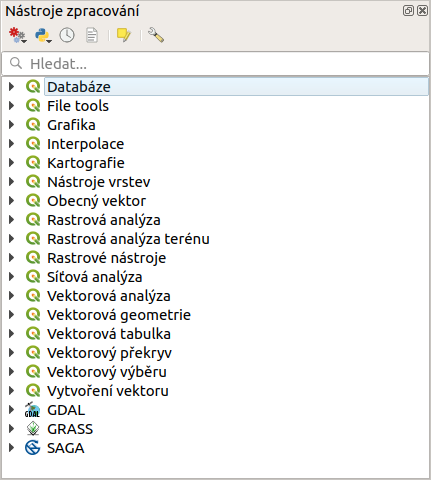 Nástroje zpracování
Hledat...
Databáze
File tools
Grafika
Interpolace
Kartografie
Nástroje vrstev
Obecný vektor
Rastrová analýza
Rastrová analýza terénu
Rastrové nástroje
Síťová analýza
Vektorová analýza
Vektorová geometrie
Vektorová tabulka
Vektorový překryv
Vektorový výběru
Vytvoření vektoru
GDAL
GRASS
SAGA